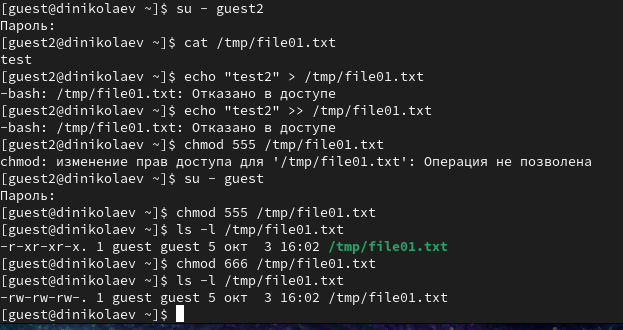 [guest@dinikolaev ~]$ su - guest2
Пароль:
[guest2@dinikolaev ~]$ cat /tmp/file01.txt
test
[guest2@dinikolaev ~]$ echo "test2" > /tmp/file01.txt
-bash: /tmp/file01.txt: Отказано в доступе
[guest2@dinikolaev ~]$ echo "test2" >> /tmp/file01.txt
-bash: /tmp/file01.txt: Отказано в доступе
[guest2@dinikolaev ~]$ chmod 555 /tmp/file01.txt
chmod: изменение прав доступа для '/tmp/file01.txt': Операция не позволена
[guest2@dinikolaev ~]$ su - guest
Пароль:
[guest@dinikolaev ~]$ chmod 555 /tmp/file01.txt
[guest@dinikolaev ~]$ ls -l /tmp/file01.txt
-r-xr-xr-x. 1 guest guest 5 окт  3 16:02 /tmp/file01.txt
[guest@dinikolaev ~]$ chmod 666 /tmp/file01.txt
[guest@dinikolaev ~]$ ls -l /tmp/file01.txt
-rw-rw-rw-. 1 guest guest 5 окт  3 16:02 /tmp/file01.txt
[guest@dinikolaev ~]$